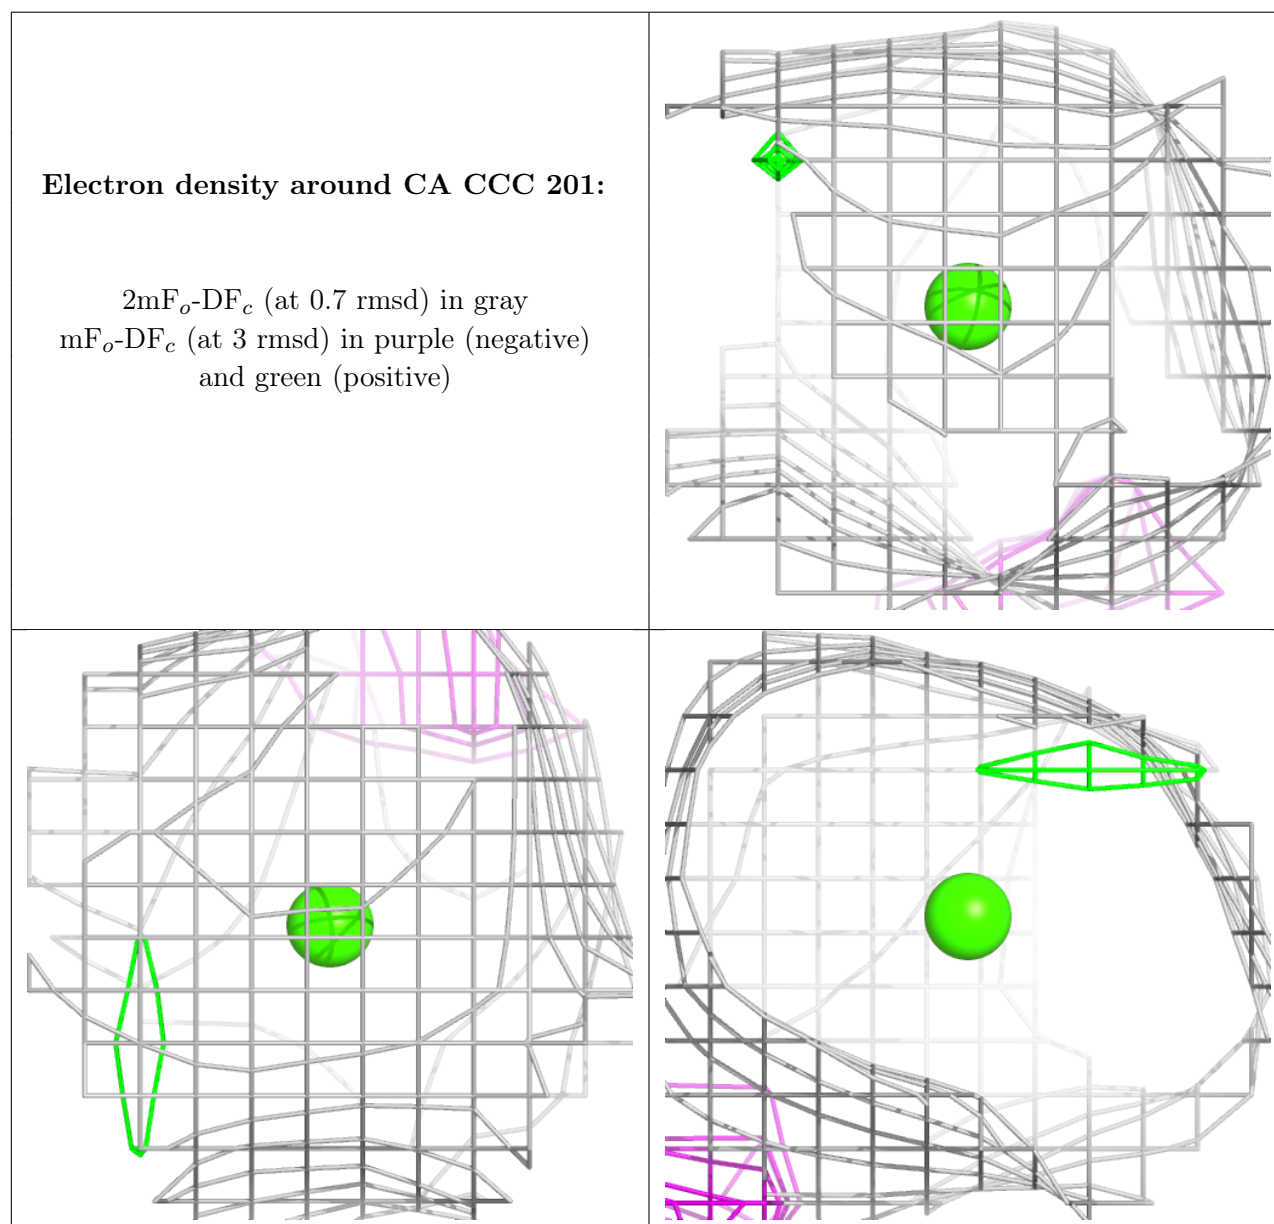 Electron density around CA CCC 201:
2mFo-DFc (at 0.7 rmsd) in gray
mFo-DFc (at 3 rmsd) in purple (negative)
and green (positive)